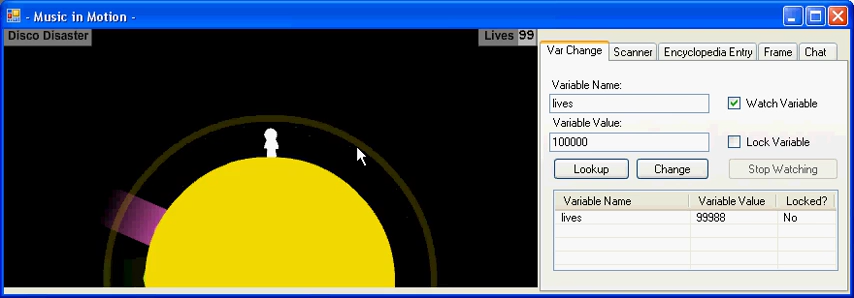 - Music in Motion -
Disco Disaster
Lives 99
Var Change
Scanner
Encyclopedia Entry
Frame
Chat
Variable Name:
lives
Watch Variable
Variable Value:
100000
Lock Variable
Lookup
Change
Stop Watching
Variable Name Variable Value Locked?
lives 99988 No